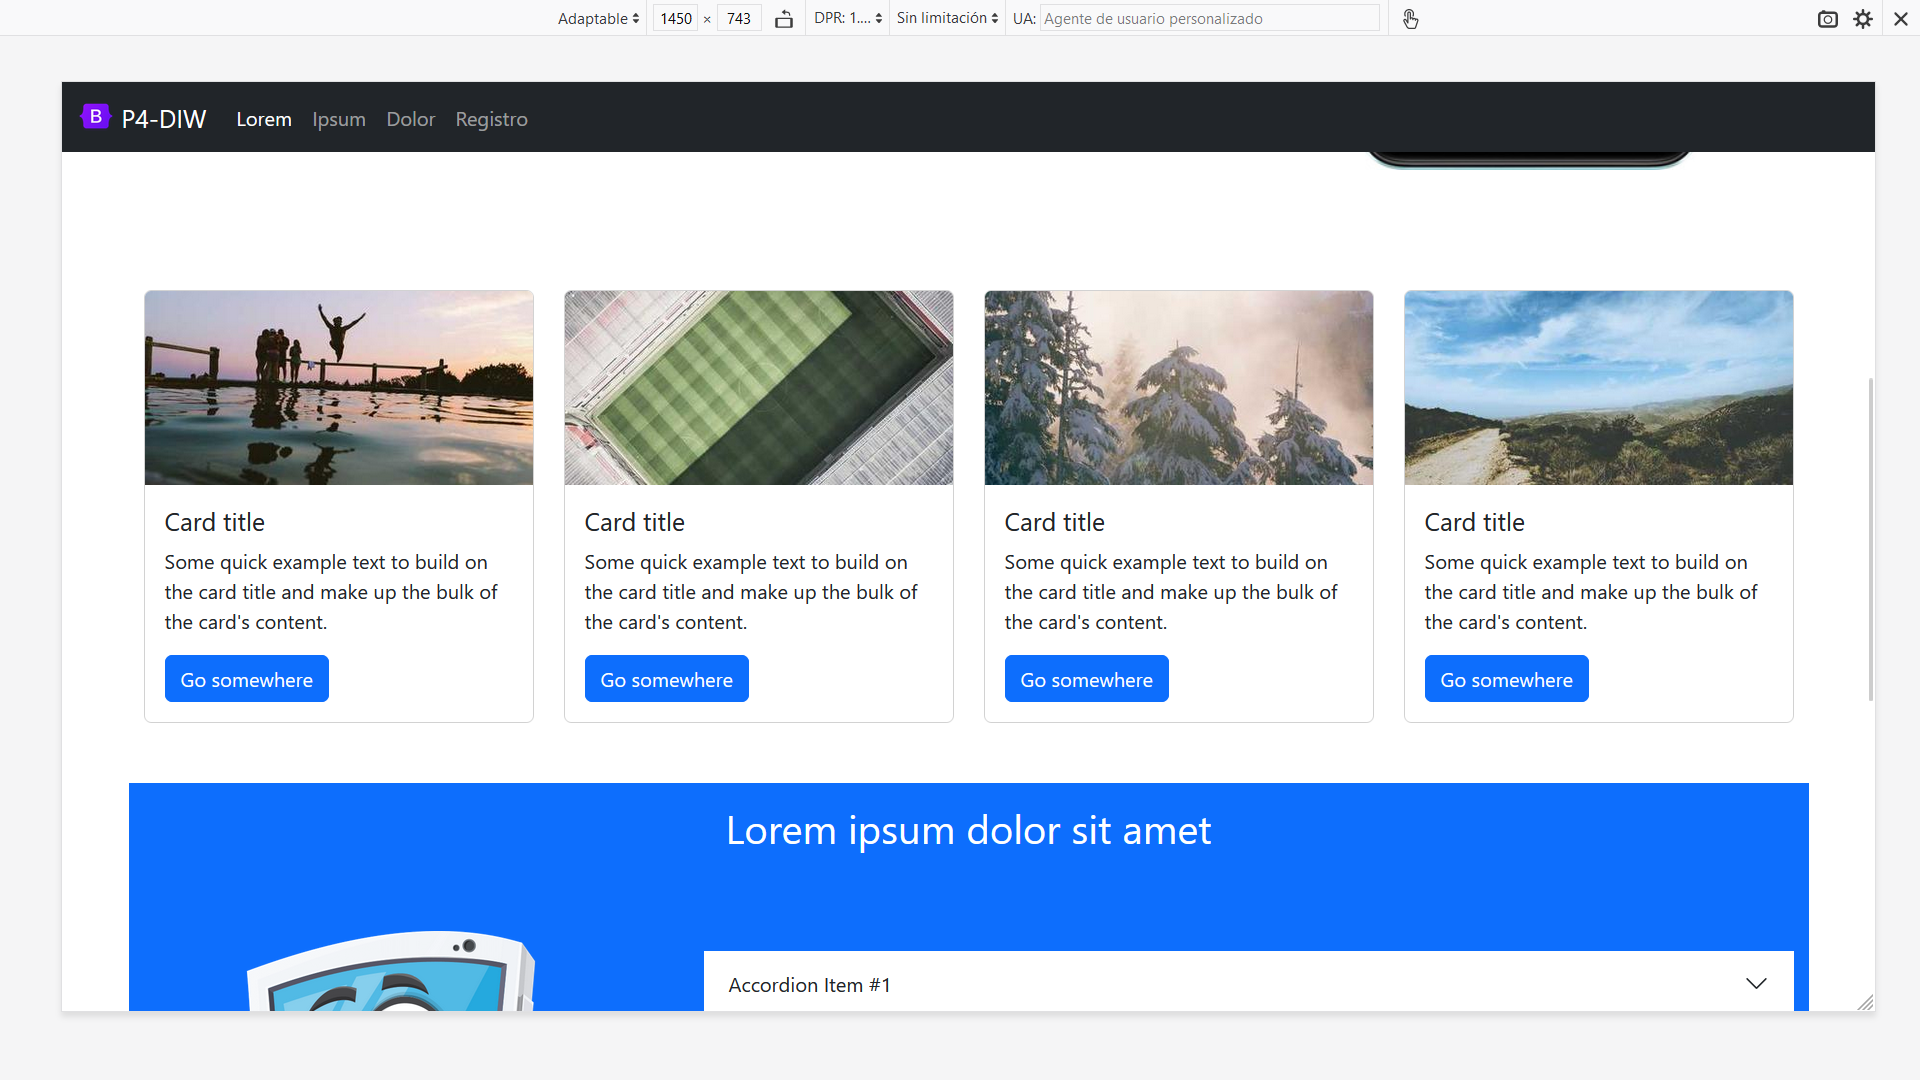 Adaptable 1450 × 743 DPR: 1.... Sin limitación UA: Agente de usuario personalizado
B P4-DIW Lorem Ipsum Dolor Registro
Card title
Some quick example text to build on
the card title and make up the bulk of
the card's content.
Go somewhere
Card title
Some quick example text to build on
the card title and make up the bulk of
the card's content.
Go somewhere
Card title
Some quick example text to build on
the card title and make up the bulk of
the card's content.
Go somewhere
Card title
Some quick example text to build on
the card title and make up the bulk of
the card's content.
Go somewhere
Lorem ipsum dolor sit amet
Accordion Item #1